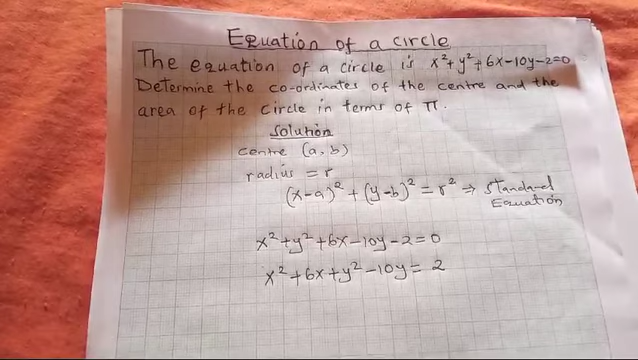 Equation of a circle
The equation of a circle is x²+y²+6x-10y-2=0
Determine the co-ordinates of the centre and the
area of the circle in terms of π.
Solution
centre (a, b)
radius = r
(x-a)² + (y-b)² = r² ⇒ Standard
Equation
x²+y²+6x-10y-2=0
x²+6x+y²-10y= 2